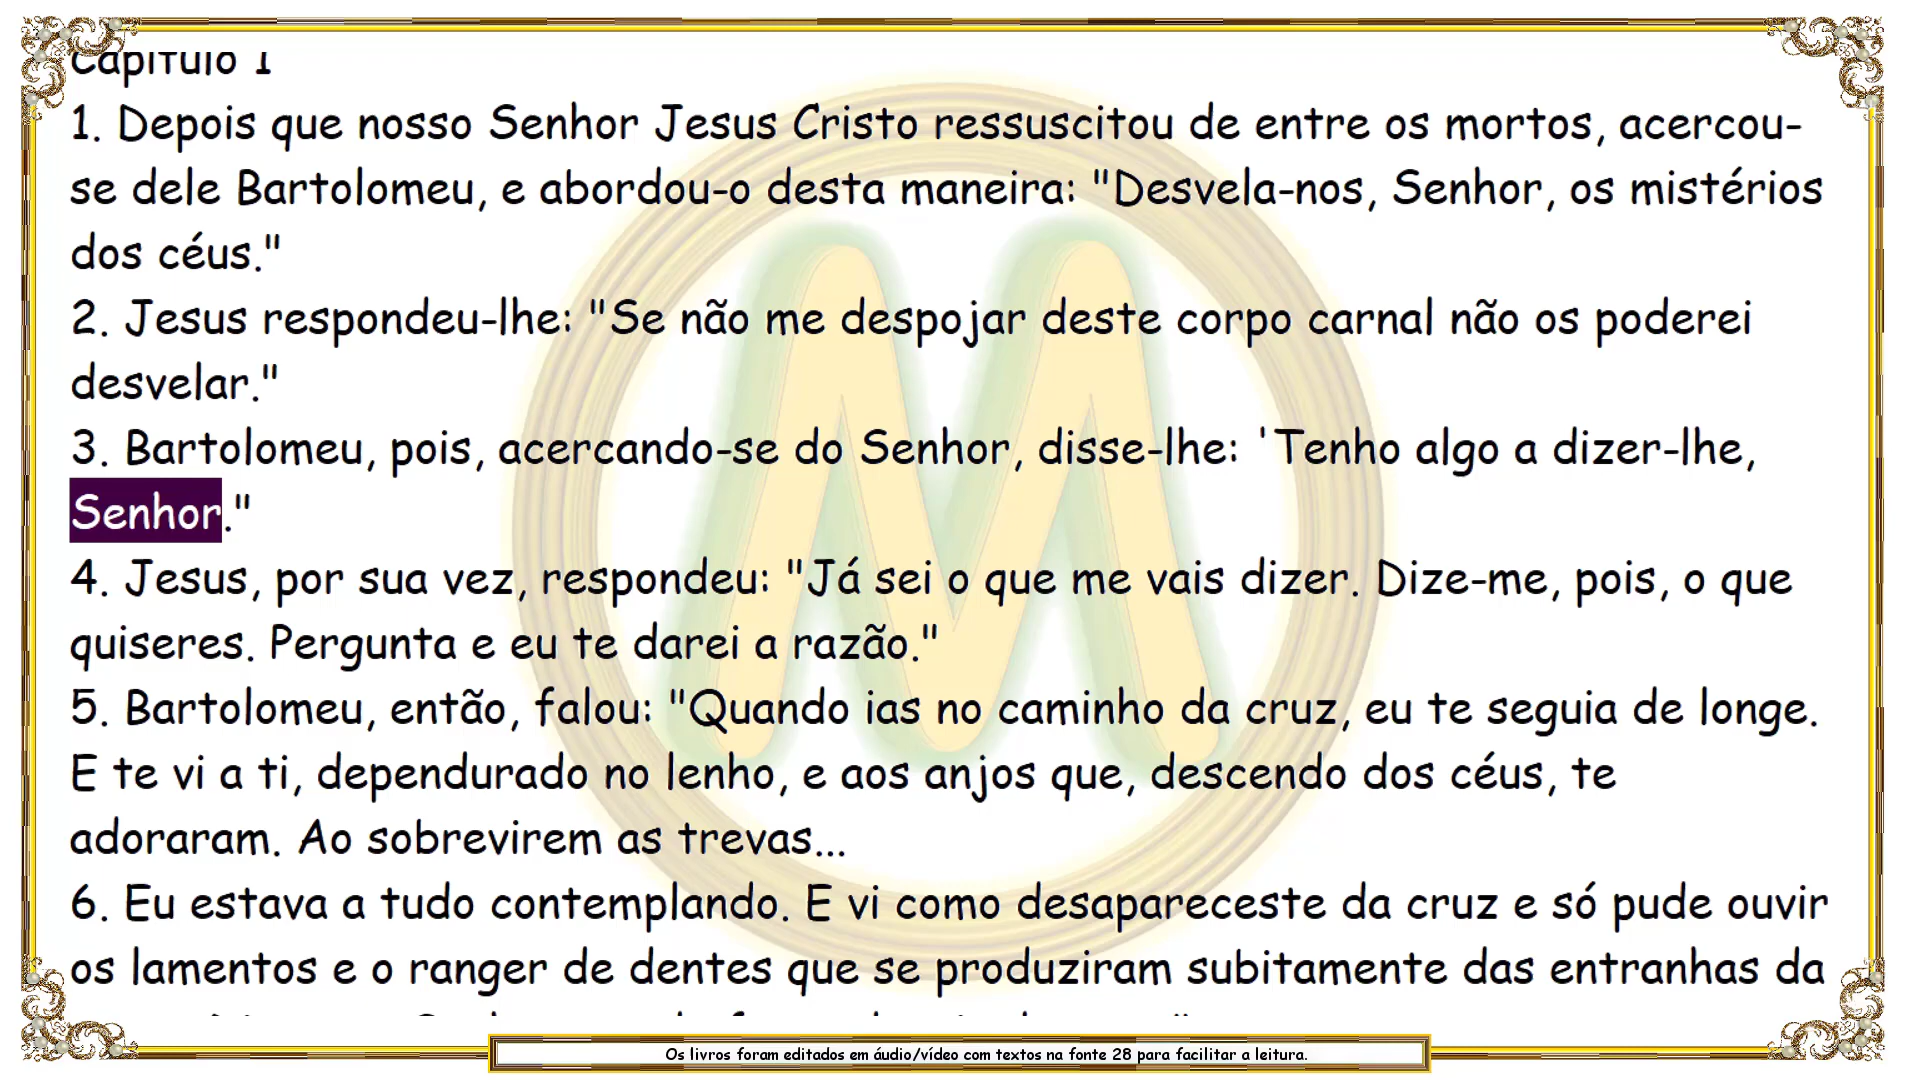 Capítulo 1
1. Depois que nosso Senhor Jesus Cristo ressuscitou de entre os mortos, acercou-
se dele Bartolomeu, e abordou-o desta maneira: "Desvela-nos, Senhor, os mistérios
dos céus."
2. Jesus respondeu-lhe: "Se não me despojar deste corpo carnal não os poderei
desvelar."
3. Bartolomeu, pois, acercando-se do Senhor, disse-lhe: 'Tenho algo a dizer-lhe,
Senhor."
4. Jesus, por sua vez, respondeu: "Já sei o que me vais dizer. Dize-me, pois, o que
quiseres. Pergunta e eu te darei a razão."
5. Bartolomeu, então, falou: "Quando ias no caminho da cruz, eu te seguia de longe.
E te vi a ti, dependurado no lenho, e aos anjos que, descendo dos céus, te
adoraram. Ao sobrevirem as trevas...
6. Eu estava a tudo contemplando. E vi como desapareceste da cruz e só pude ouvir
os lamentos e o ranger de dentes que se produziram subitamente das entranhas da
Os livros foram editados em áudio/vídeo com textos na fonte 28 para facilitar a leitura.